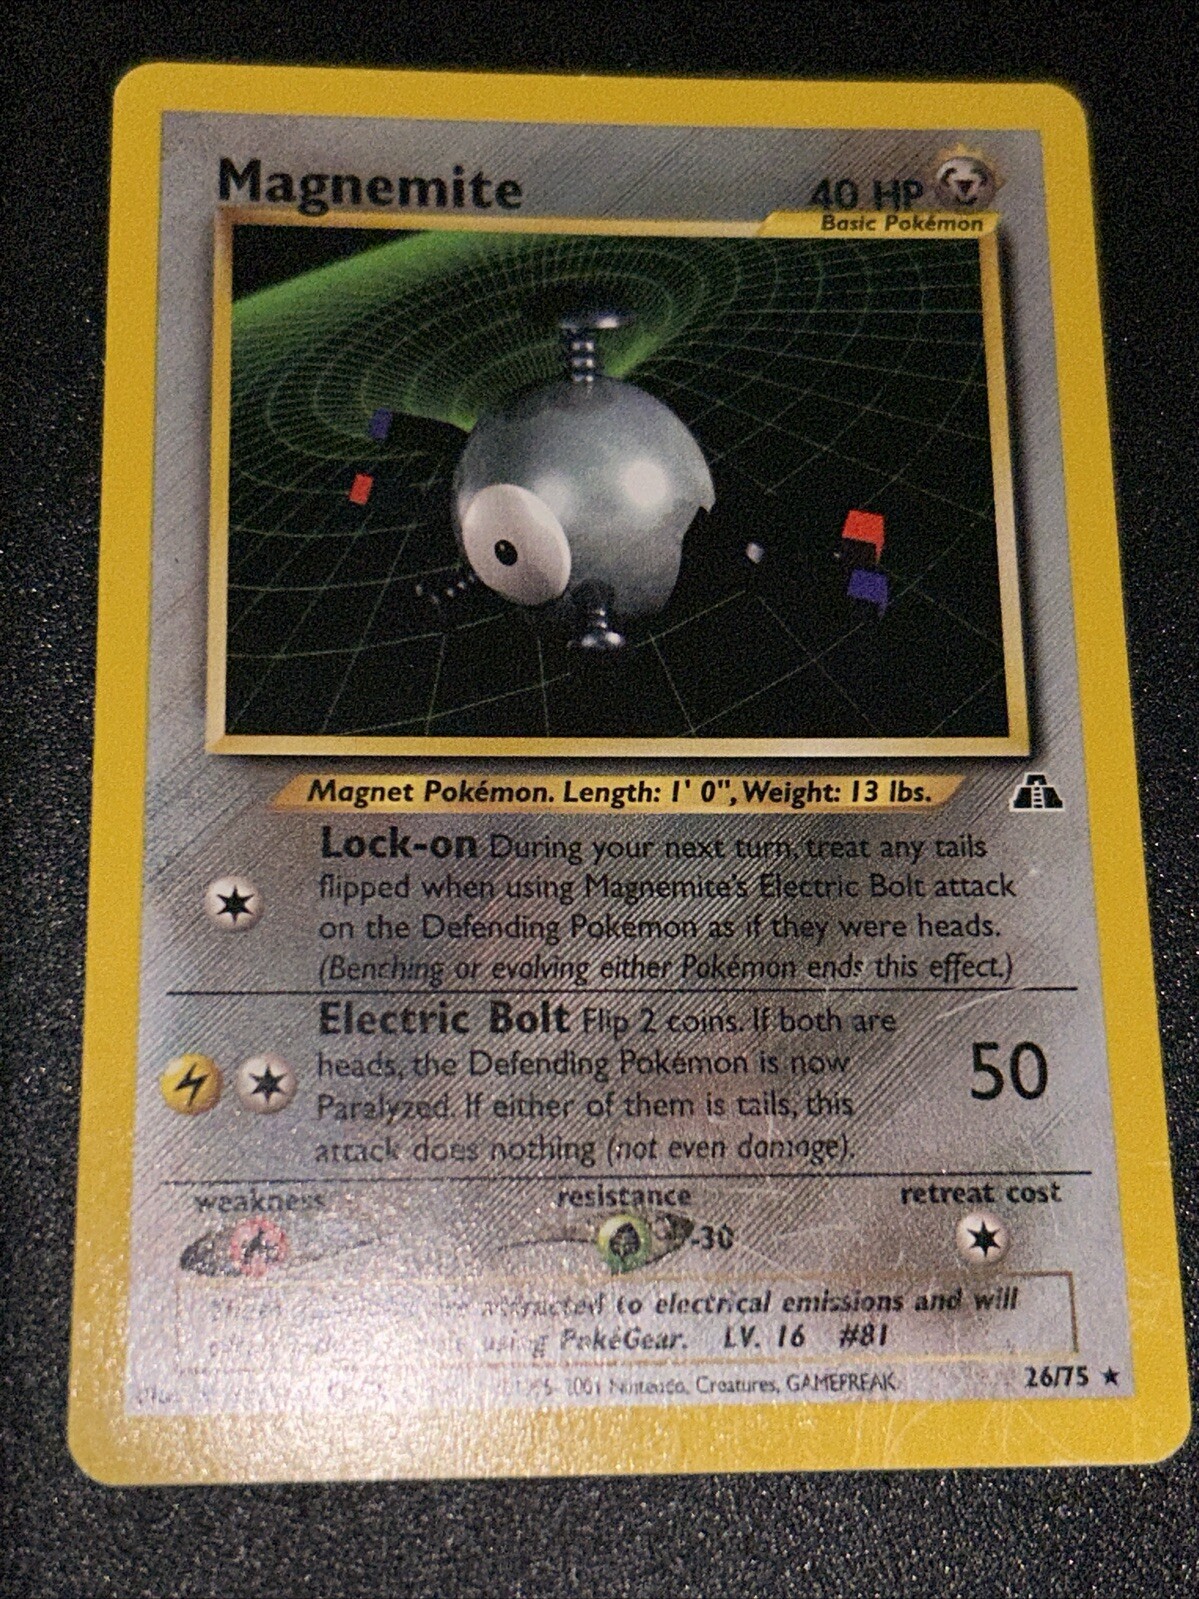 Magnemite
40 HP
Basic Pokémon
Magnet Pokémon. Length: 1' 0", Weight: 13 lbs.
Lock-on During your next turn, treat any tails
flipped when using Magnemite's Electric Bolt attack
on the Defending Pokémon as if they were heads.
(Benching or evolving either Pokémon ends this effect.)
Electric Bolt Flip 2 coins. If both are
heads, the Defending Pokémon is now
Paralyzed. If either of them is tails, this
attack does nothing (not even damage).
50
weakness
resistance
retreat cost
-30
attracted to electrical emissions and will
using PokéGear. LV. 16 #81
2001 Nintendo, Creatures, GAMEFREAK.
26/75 ★